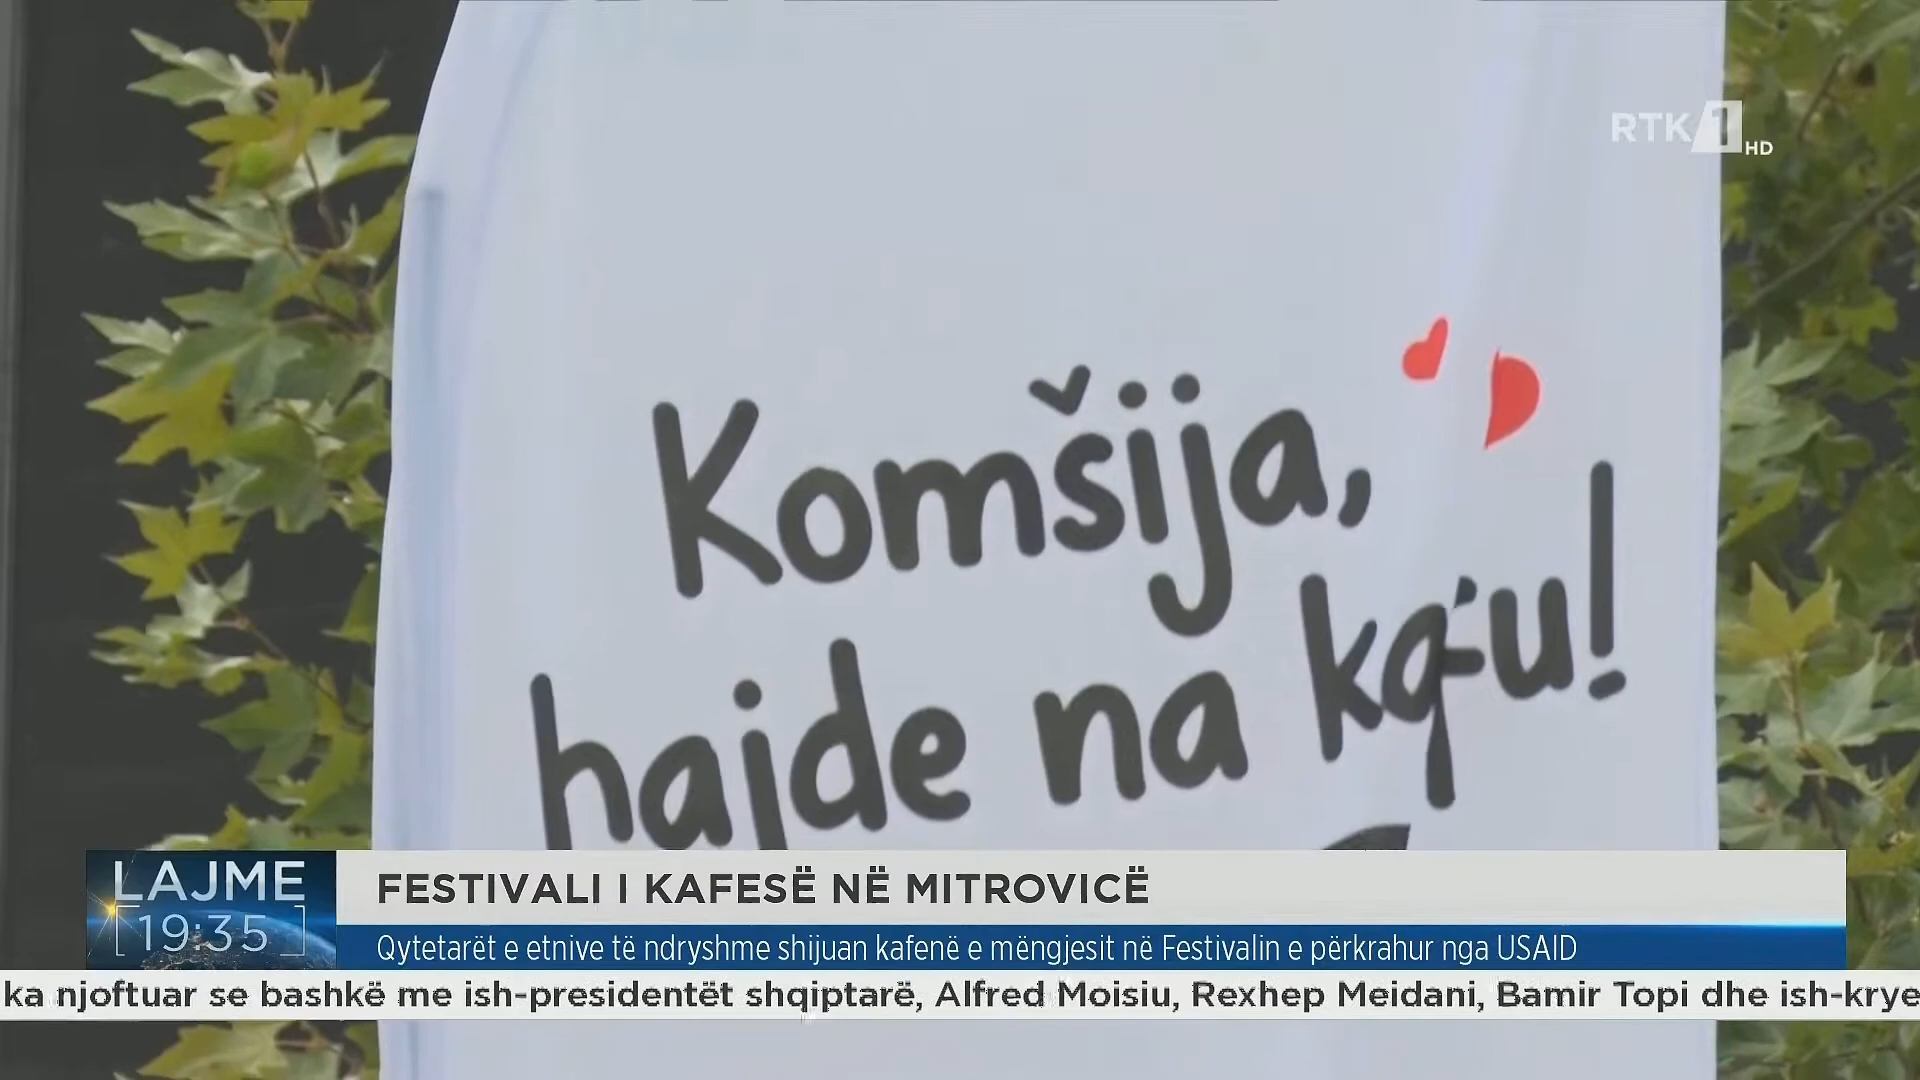 RTK 1 HD
Komšija,
hajde na
LAJME
19:35
FESTIVALI I KAFESË NË MITROVICË
Qytetarët e etnive të ndryshme shijuan kafenë e mëngjesit në Festivalin e përkrahur nga USAID
ka njoftuar se bashkë me ish-presidentët shqiptarë, Alfred Moisiu, Rexhep Meidani, Bamir Topi dhe ish-krye